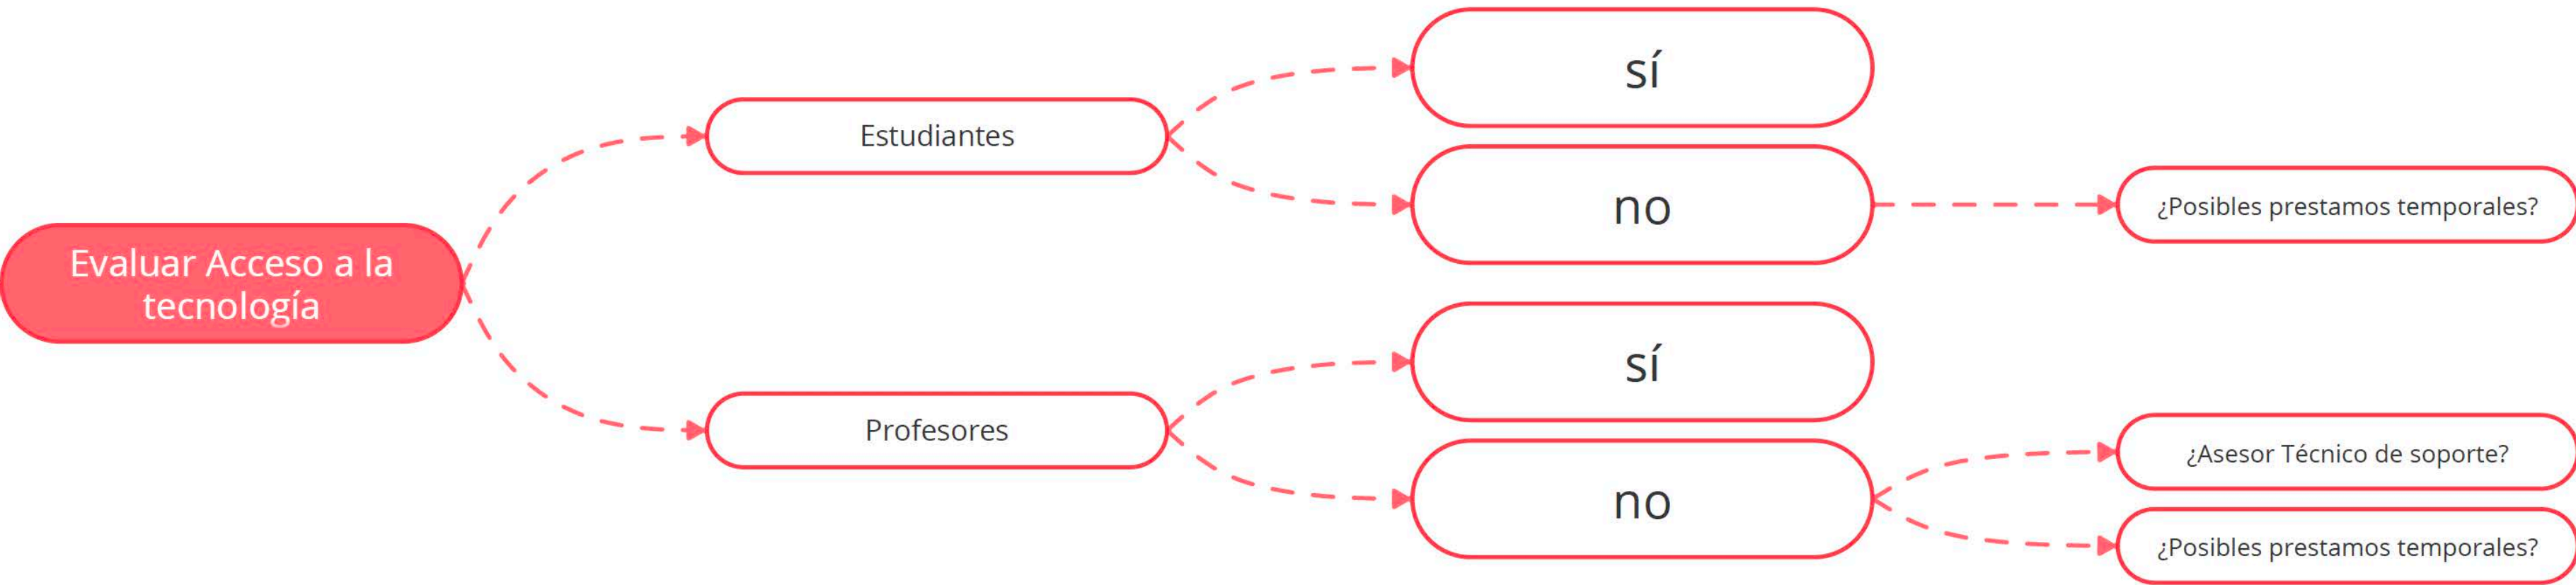 Evaluar Acceso a la
tecnología
Estudiantes
sí
no
¿Posibles prestamos temporales?
Profesores
sí
no
¿Asesor Técnico de soporte?
¿Posibles prestamos temporales?